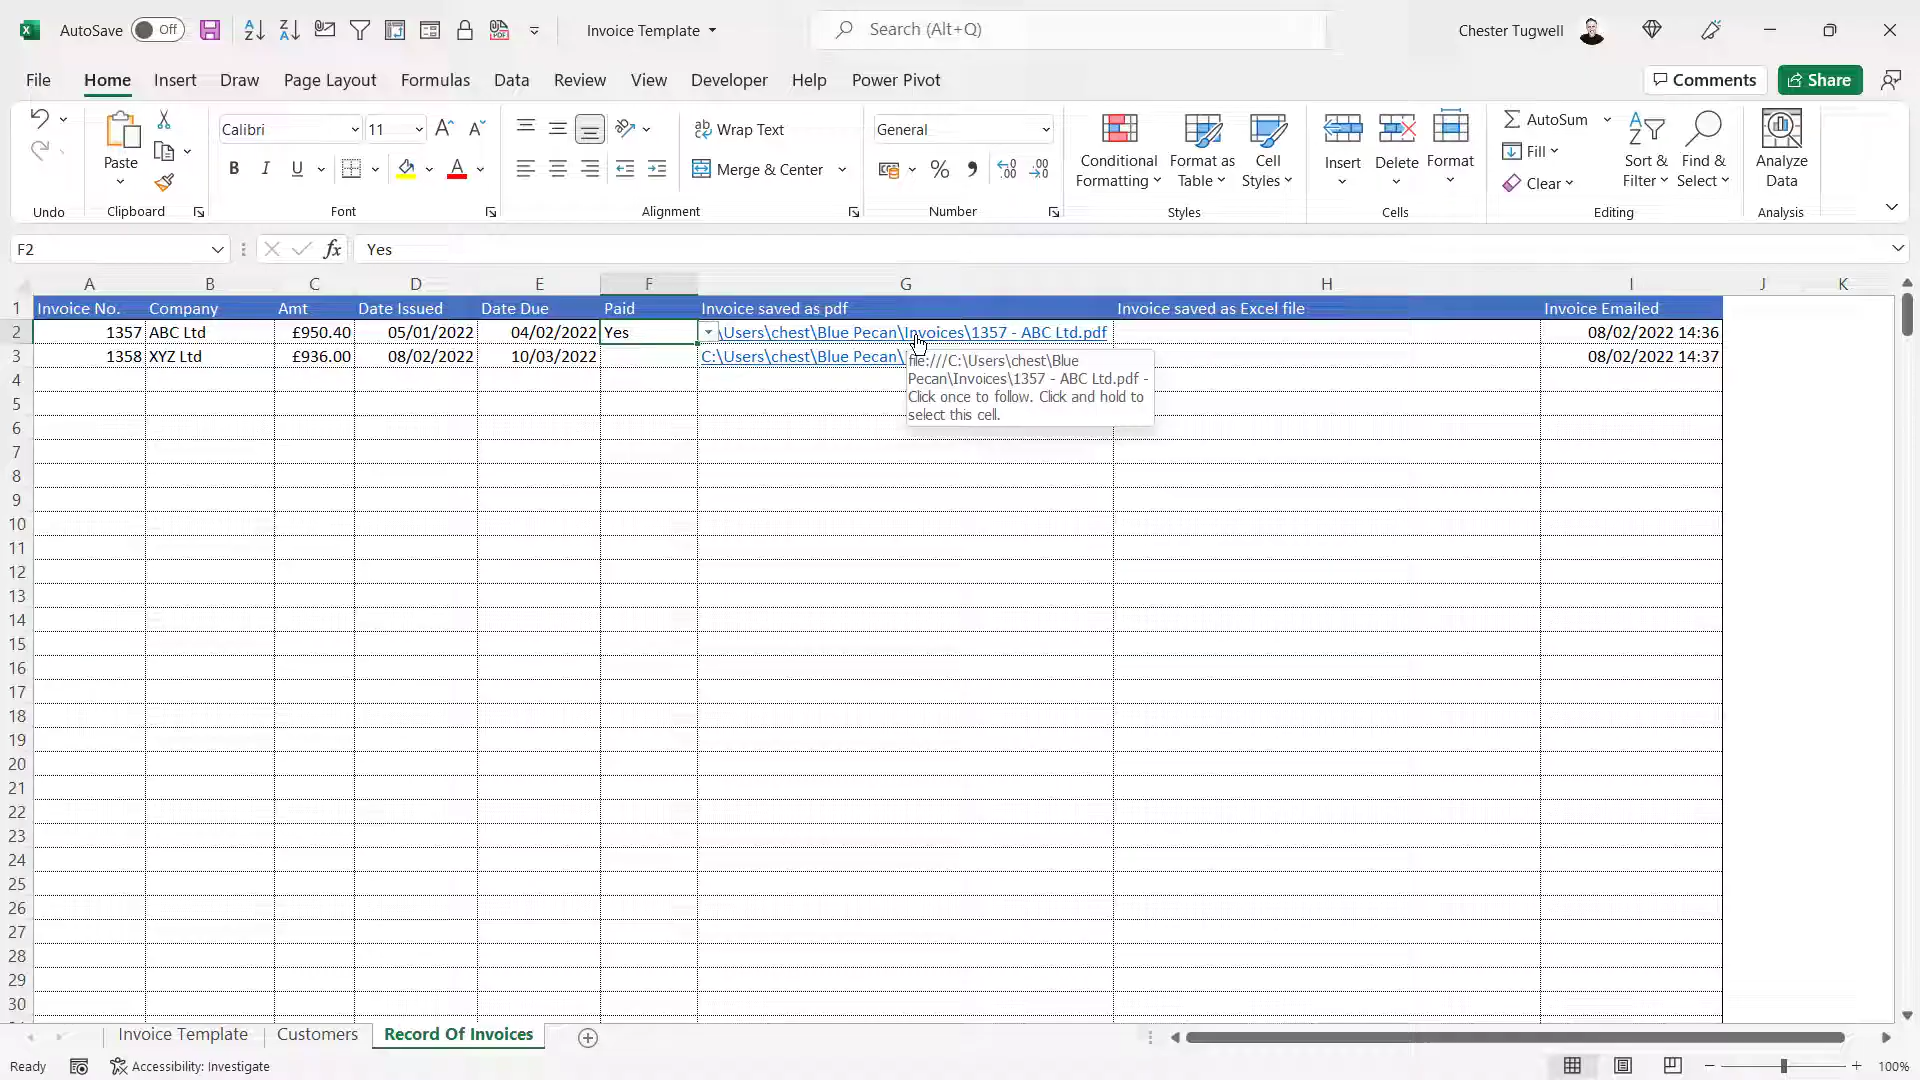 AutoSave Off Invoice Template Search (Alt+Q) Chester Tugwell
File Home Insert Draw Page Layout Formulas Data Review View Developer Help Power Pivot Comments Share
Paste
Calibri 11
B I U
Wrap Text
Merge & Center
General
Conditional Formatting
Format as Table
Cell Styles
Insert Delete Format
AutoSum
Fill
Clear
Sort & Filter
Find & Select
Analyze Data
Undo Clipboard Font Alignment Number Styles Cells Editing Analysis
F2 fx Yes
A B C D E F G H I J K
1 Invoice No. Company Amt Date Issued Date Due Paid Invoice saved as pdf Invoice saved as Excel file Invoice Emailed
2 1357 ABC Ltd £950.40 05/01/2022 04/02/2022 Yes \Users\chest\Blue Pecan\Invoices\1357 - ABC Ltd.pdf 08/02/2022 14:36
3 1358 XYZ Ltd £936.00 08/02/2022 10/03/2022 C:\Users\chest\Blue Pecan\ 08/02/2022 14:37
file:///C:\Users\chest\Blue
Pecan\Invoices\1357 - ABC Ltd.pdf -
Click once to follow. Click and hold to
select this cell.
4
5
6
7
8
9
10
11
12
13
14
15
16
17
18
19
20
21
22
23
24
25
26
27
28
29
30
Invoice Template Customers Record Of Invoices
Ready Accessibility: Investigate 100%